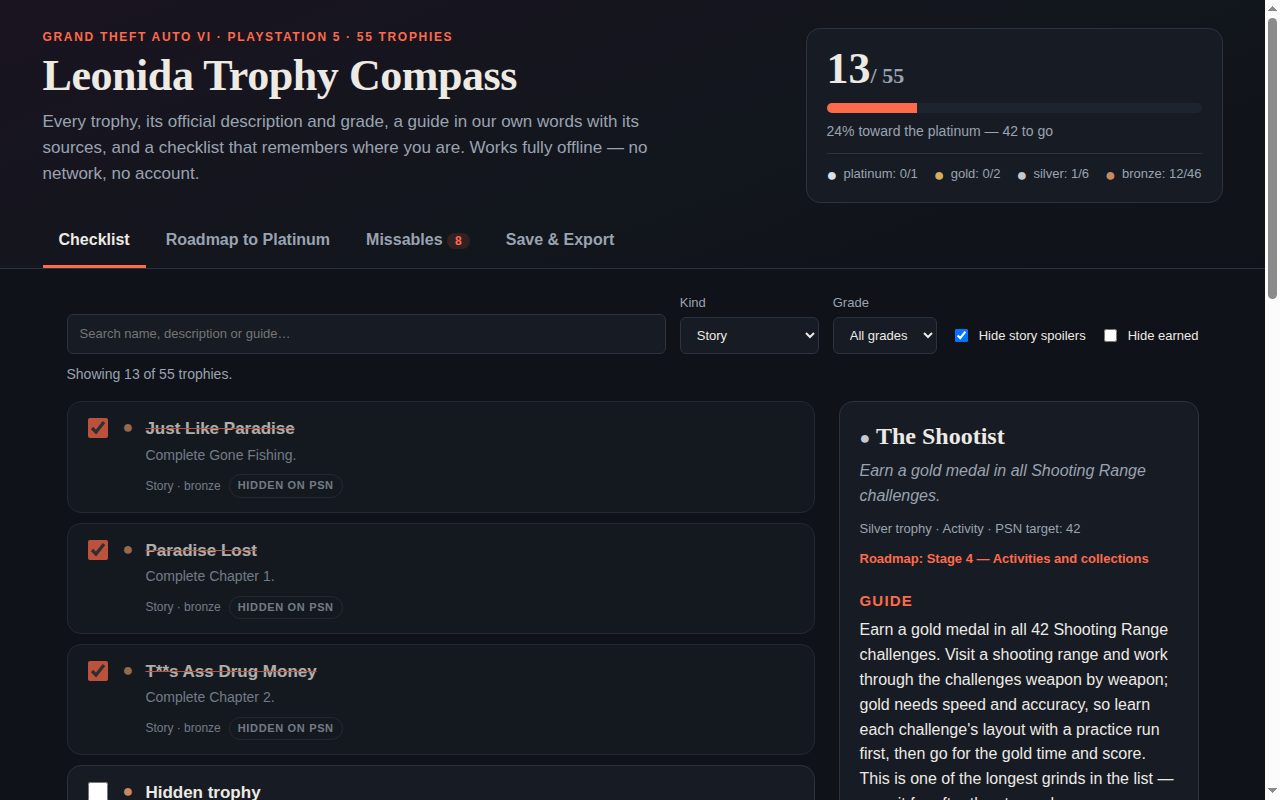 GRAND THEFT AUTO VI · PLAYSTATION 5 · 55 TROPHIES
Leonida Trophy Compass
Every trophy, its official description and grade, a guide in our own words with its
sources, and a checklist that remembers where you are. Works fully offline — no
network, no account.
13/ 55
24% toward the platinum — 42 to go
platinum: 0/1 gold: 0/2 silver: 1/6 bronze: 12/46
Checklist Roadmap to Platinum Missables 8 Save & Export
Kind Grade
Search name, description or guide… Story All grades Hide story spoilers Hide earned
Showing 13 of 55 trophies.
Just Like Paradise
Complete Gone Fishing.
Story · bronze HIDDEN ON PSN
Paradise Lost
Complete Chapter 1.
Story · bronze HIDDEN ON PSN
T**s Ass Drug Money
Complete Chapter 2.
Story · bronze HIDDEN ON PSN
Hidden trophy
The Shootist
Earn a gold medal in all Shooting Range
challenges.
Silver trophy · Activity · PSN target: 42
Roadmap: Stage 4 — Activities and collections
GUIDE
Earn a gold medal in all 42 Shooting Range
challenges. Visit a shooting range and work
through the challenges weapon by weapon;
gold needs speed and accuracy, so learn
each challenge's layout with a practice run
first, then go for the gold time and score.
This is one of the longest grinds in the list —